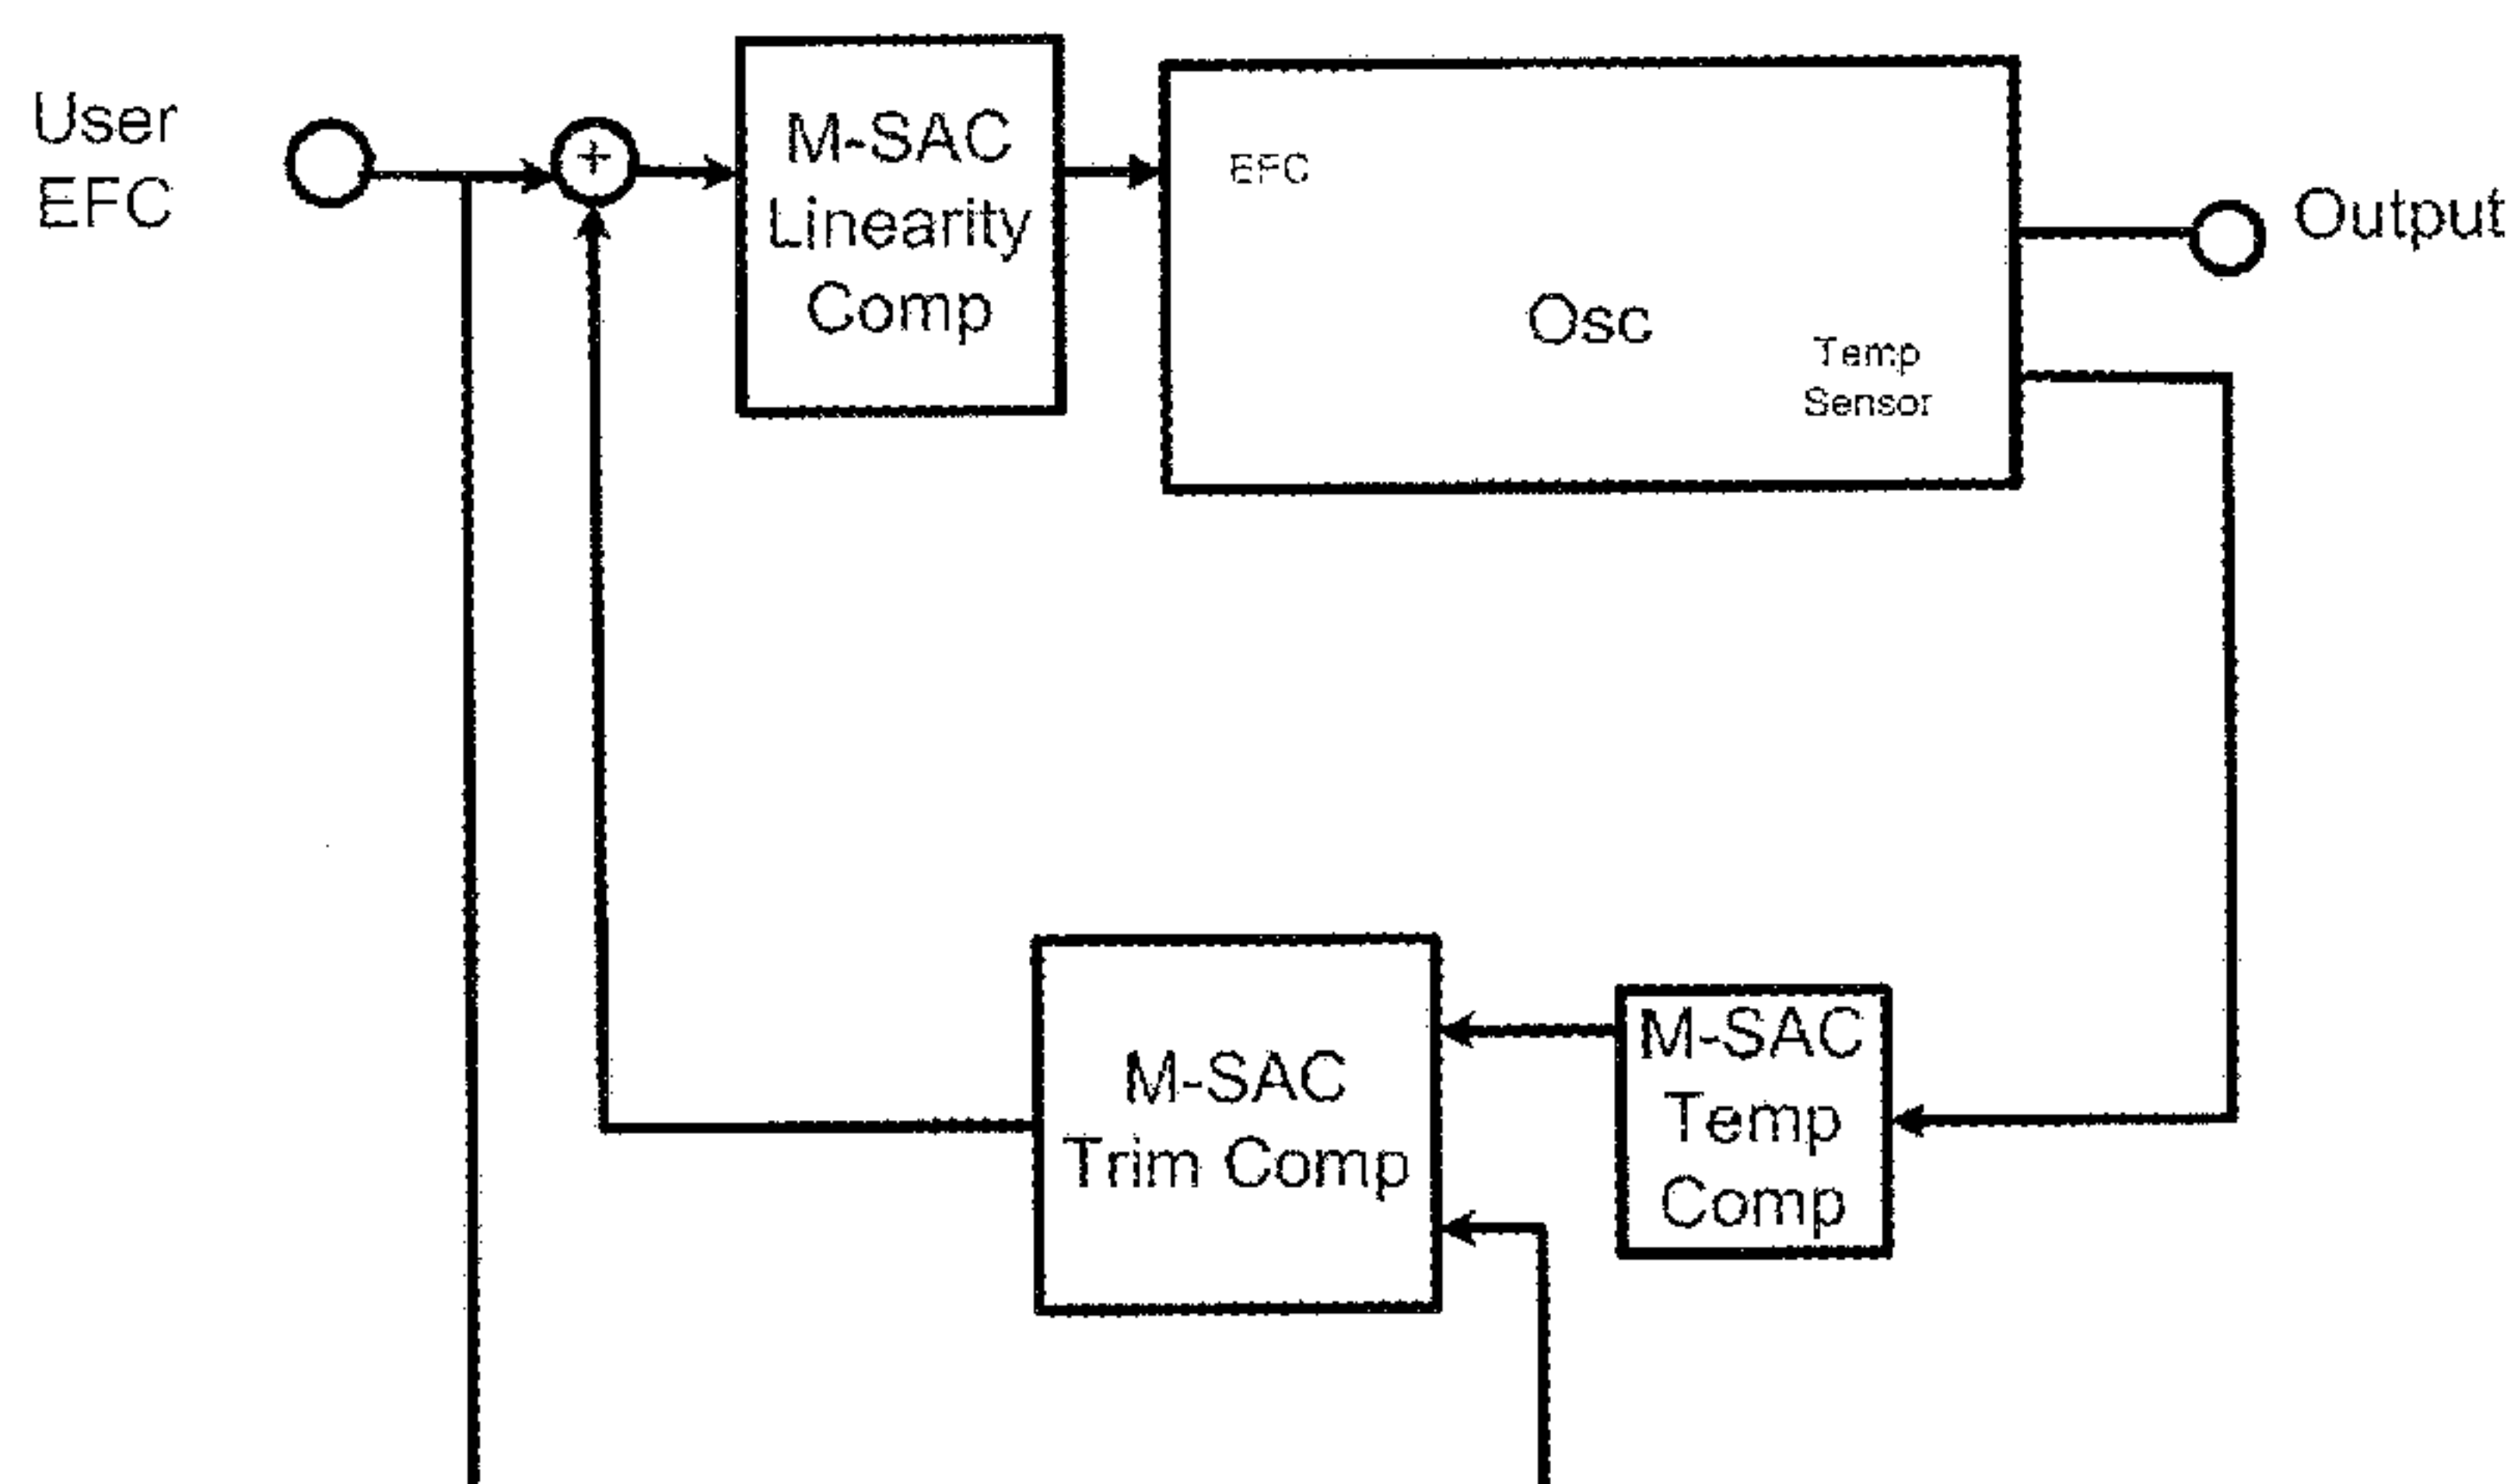 User
EFC
+
M-SAC
Linearity
Comp
EFC
Osc
Temp
Sensor
Output
M-SAC
Trim Comp
M-SAC
Temp
Comp